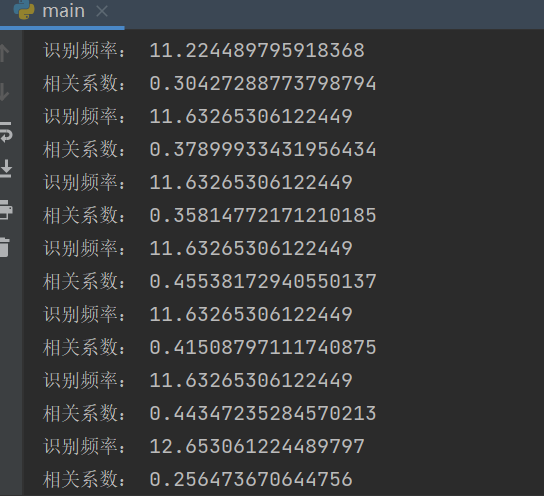 main
识别频率： 11.224489795918368
相关系数： 0.30427288773798794
识别频率： 11.63265306122449
相关系数： 0.37899933431956434
识别频率： 11.63265306122449
相关系数： 0.35814772171210185
识别频率： 11.63265306122449
相关系数： 0.45538172940550137
识别频率： 11.63265306122449
相关系数： 0.41508797111740875
识别频率： 11.63265306122449
相关系数： 0.44347235284570213
识别频率： 12.653061224489797
相关系数： 0.256473670644756